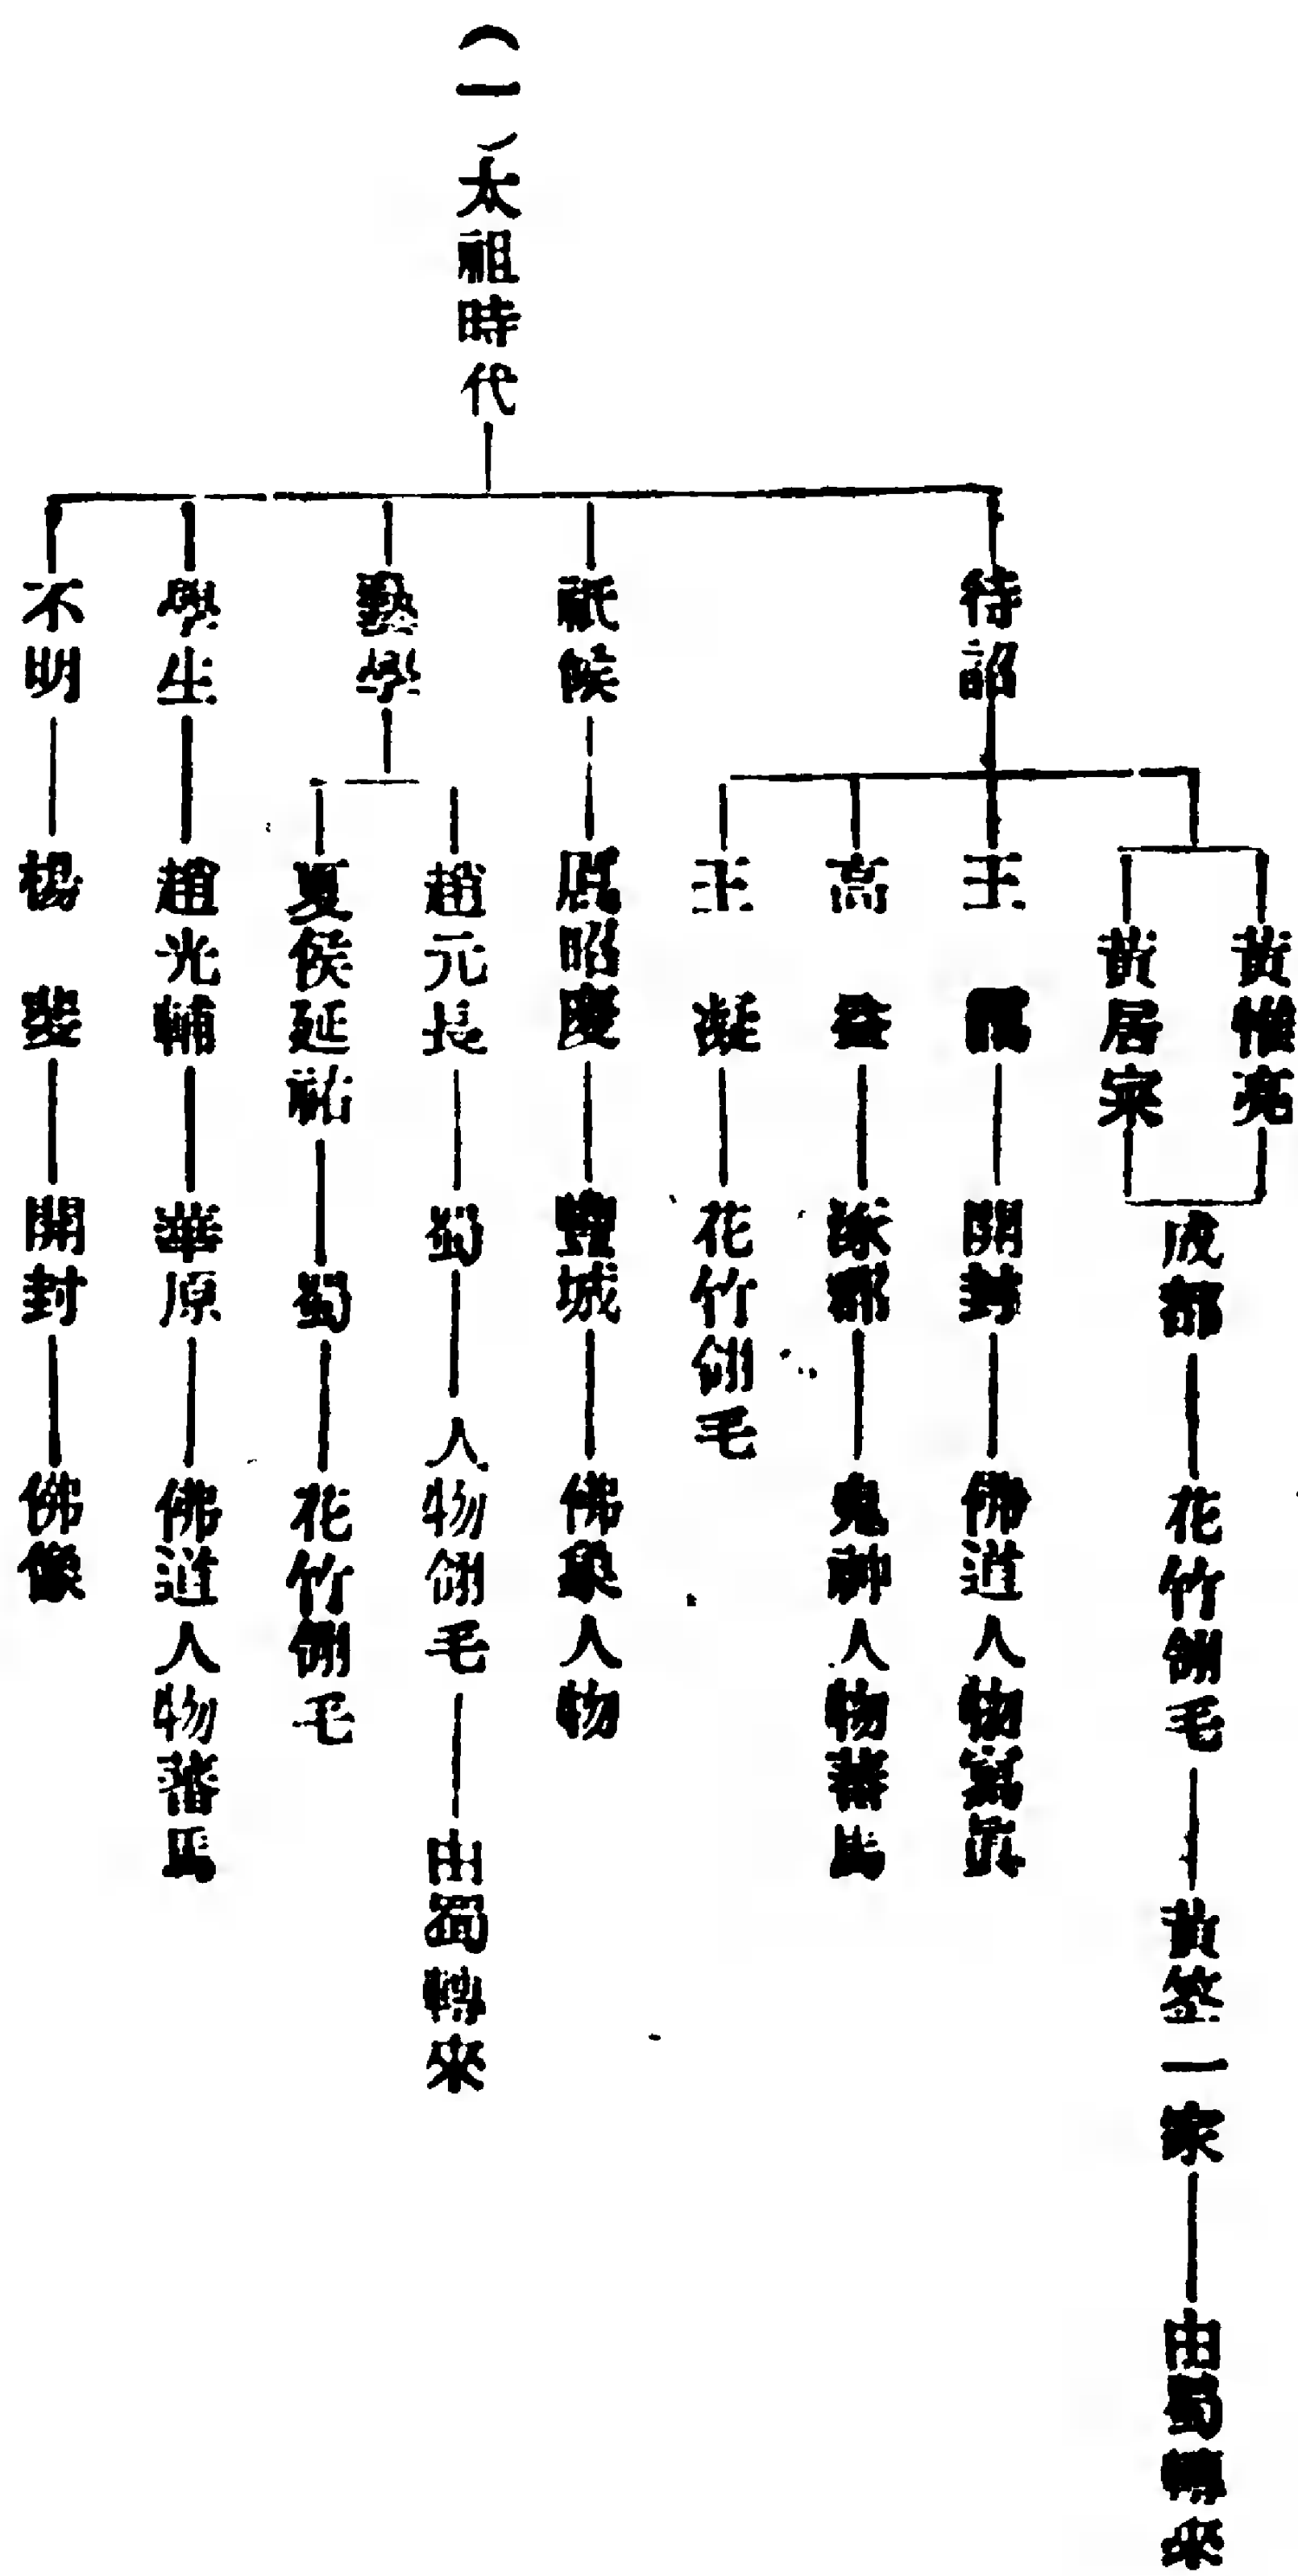 (一)太祖時代
待詔
黃惟亮
黃居寀
成都
花竹翎毛
黃筌一家
由蜀轉來
王靄
開封
佛道人物寫眞
高益
涿郡
鬼神人物蕃馬
王凝
花竹翎毛
祇候
厲昭慶
豐城
佛象人物
藝學
趙元長
蜀
人物翎毛
由蜀轉來
夏侯延祐
蜀
花竹翎毛
學生
趙光輔
華原
佛道人物蕃馬
不明
楊斐
開封
佛像